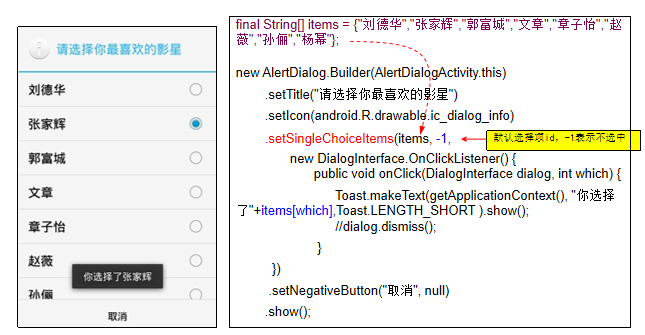 请选择你最喜欢的影星
刘德华
张家辉
郭富城
文章
章子怡
赵薇
你选择了张家辉
孙俪
取消
final String[] items = {"刘德华","张家辉","郭富城","文章","章子怡","赵
薇","孙俪","杨幂"};
new AlertDialog.Builder(AlertDialogActivity.this)
.setTitle("请选择你最喜欢的影星")
.setIcon(android.R.drawable.ic_dialog_info)
.setSingleChoiceItems(items, -1,
默认选择项id, -1表示不选中
new DialogInterface.OnClickListener() {
public void onClick(DialogInterface dialog, int which) {
Toast.makeText(getApplicationContext(), "你选择
了"+items[which],Toast.LENGTH_SHORT ).show();
//dialog.dismiss();
}
})
.setNegativeButton("取消", null)
.show();